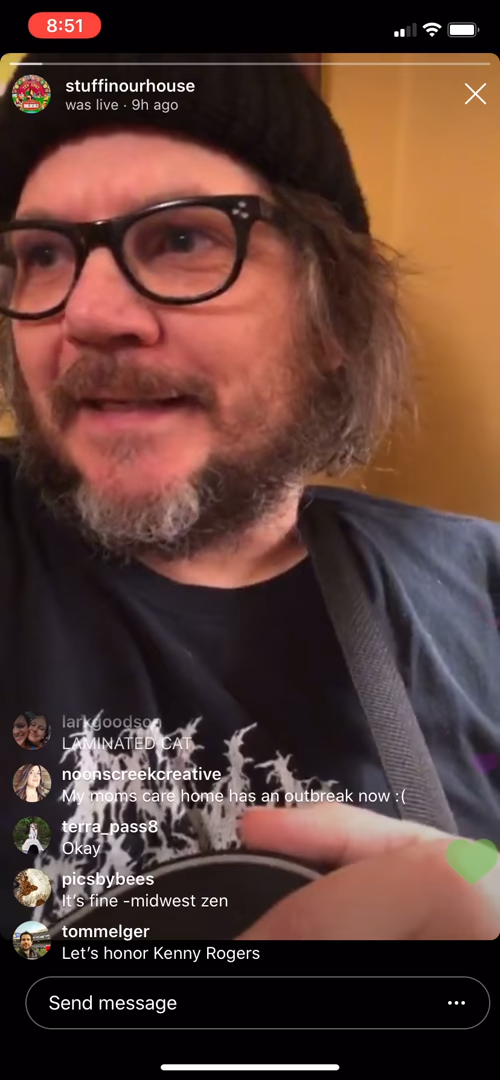 8:51
stuffinourhouse
was live · 9h ago
larkgoodson
LAMINATED CAT
noonscreekcreative
My moms care home has an outbreak now :(
terra_pass8
Okay
picsbybees
It's fine -midwest zen
tommelger
Let's honor Kenny Rogers
Send message